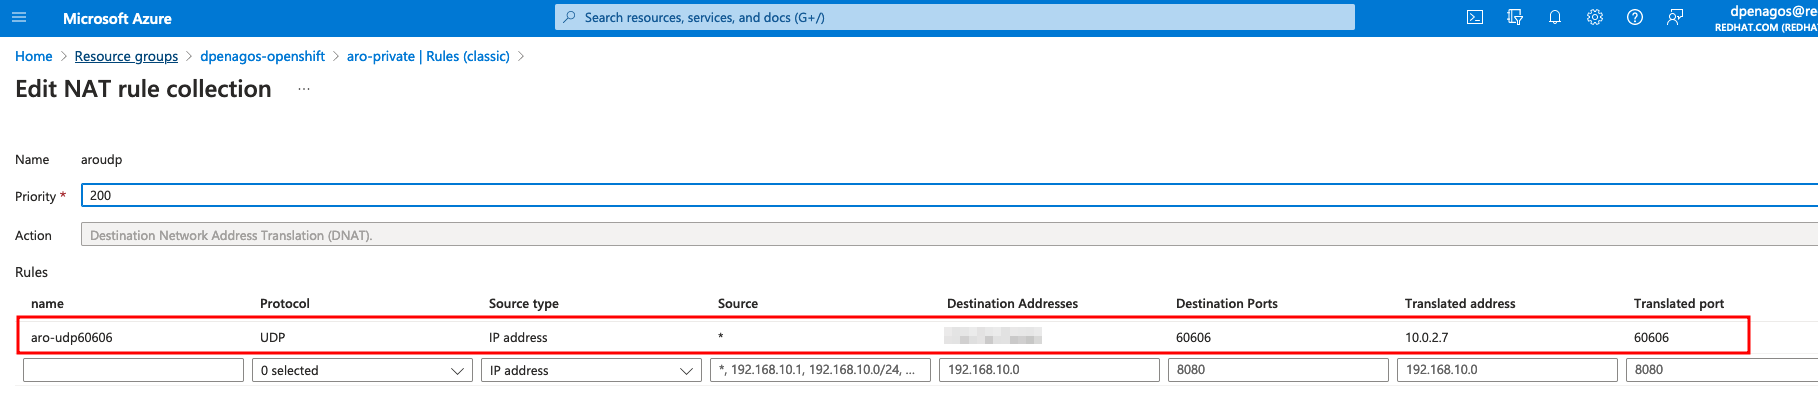 Microsoft Azure
Search resources, services, and docs (G+/)
dpenagos@re
REDHAT.COM (REDHA
Home > Resource groups > dpenagos-openshift > aro-private | Rules (classic) >
Edit NAT rule collection ...
Name aroudp
Priority * 200
Action Destination Network Address Translation (DNAT).
Rules
name Protocol Source type Source Destination Addresses Destination Ports Translated address Translated port
aro-udp60606 UDP IP address * 60606 10.0.2.7 60606
0 selected IP address *, 192.168.10.1, 192.168.10.0/24, ... 192.168.10.0 8080 192.168.10.0 8080